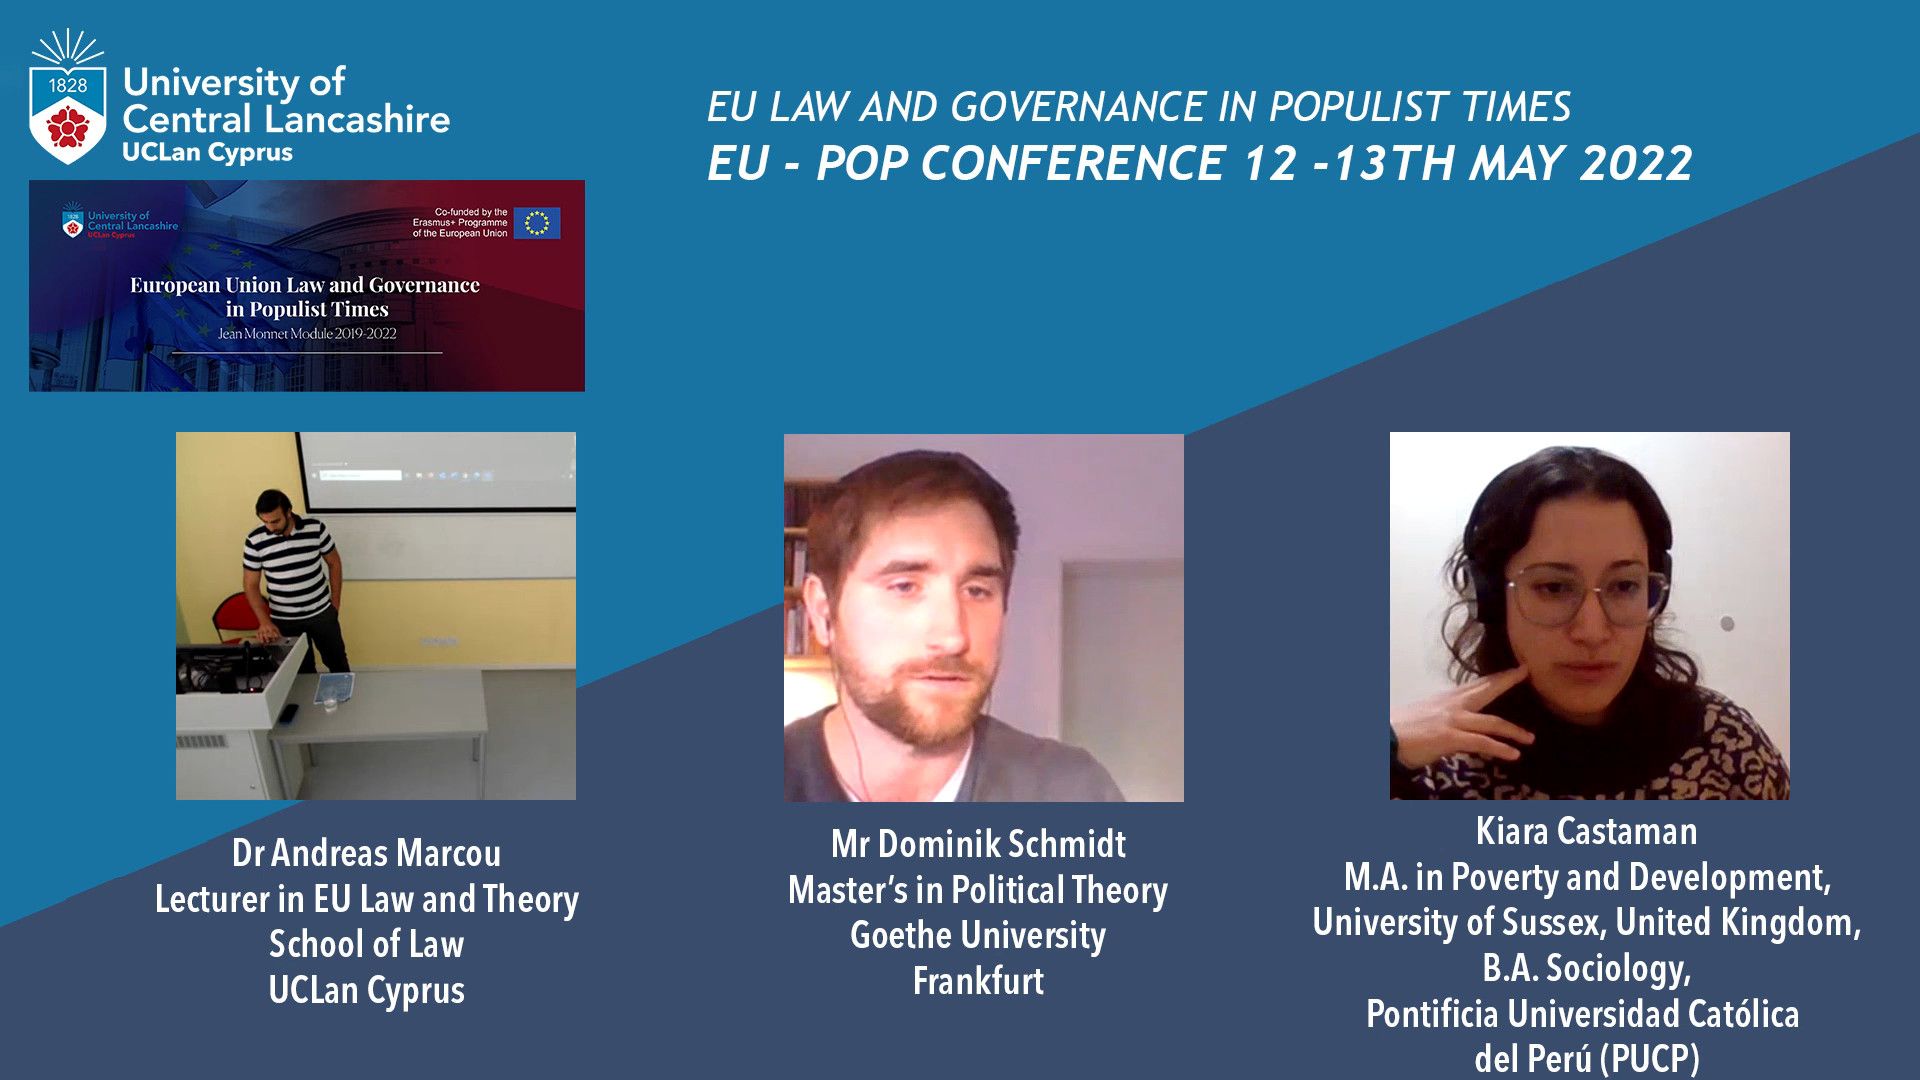 1828
University of
Central Lancashire
UCLan Cyprus
EU LAW AND GOVERNANCE IN POPULIST TIMES
EU - POP CONFERENCE 12 -13TH MAY 2022
1828
University of
Central Lancashire
UCLan Cyprus
Co-funded by the
Erasmus+ Programme
of the European Union
European Union Law and Governance
in Populist Times
Jean Monnet Module 2019-2022
Dr Andreas Marcou
Lecturer in EU Law and Theory
School of Law
UCLan Cyprus
Mr Dominik Schmidt
Master’s in Political Theory
Goethe University
Frankfurt
Kiara Castaman
M.A. in Poverty and Development,
University of Sussex, United Kingdom,
B.A. Sociology,
Pontificia Universidad Católica
del Perú (PUCP)